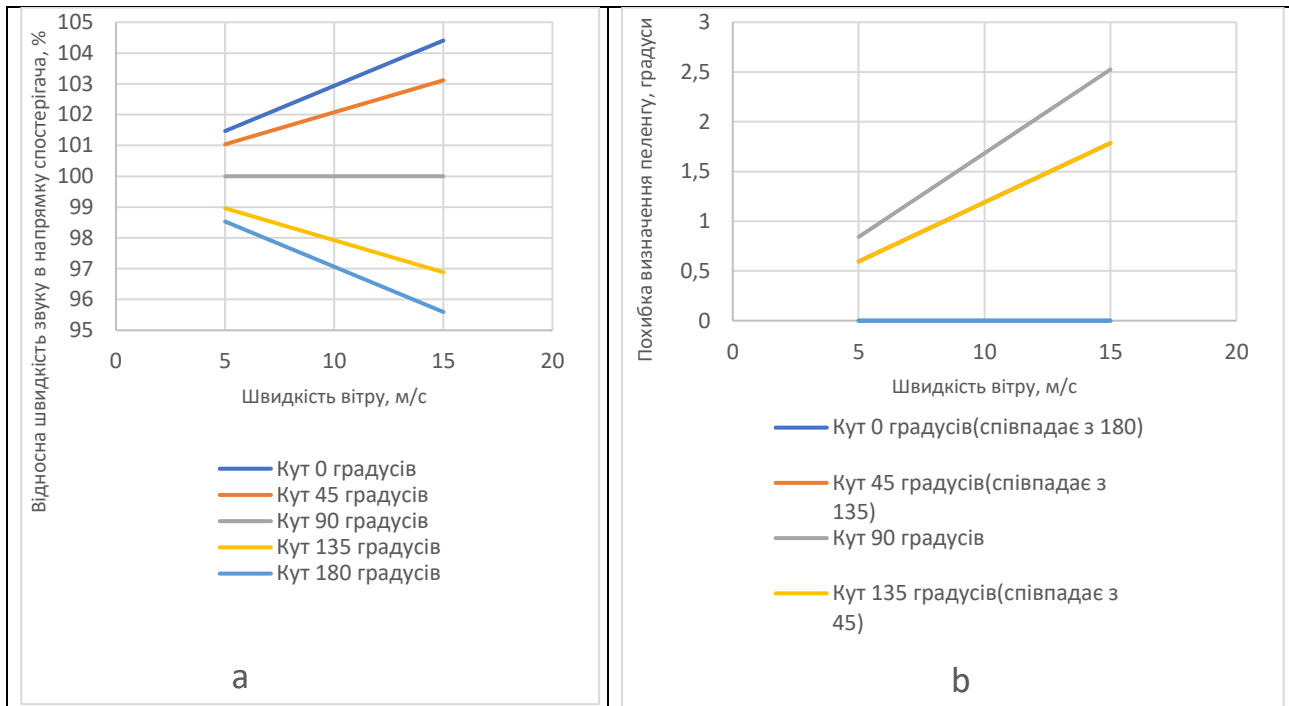 Відносна швидкість звуку в напрямку спостерігача, %
105
104
103
102
101
100
99
98
97
96
95
0 5 10 15 20
Швидкість вітру, м/с
Кут 0 градусів
Кут 45 градусів
Кут 90 градусів
Кут 135 градусів
Кут 180 градусів
a
Похибка визначення пеленгу, градуси
3
2,5
2
1,5
1
0,5
0
0 5 10 15 20
Швидкість вітру, м/с
Кут 0 градусів(співпадає з 180)
Кут 45 градусів(співпадає з
135)
Кут 90 градусів
Кут 135 градусів(співпадає з
45)
b